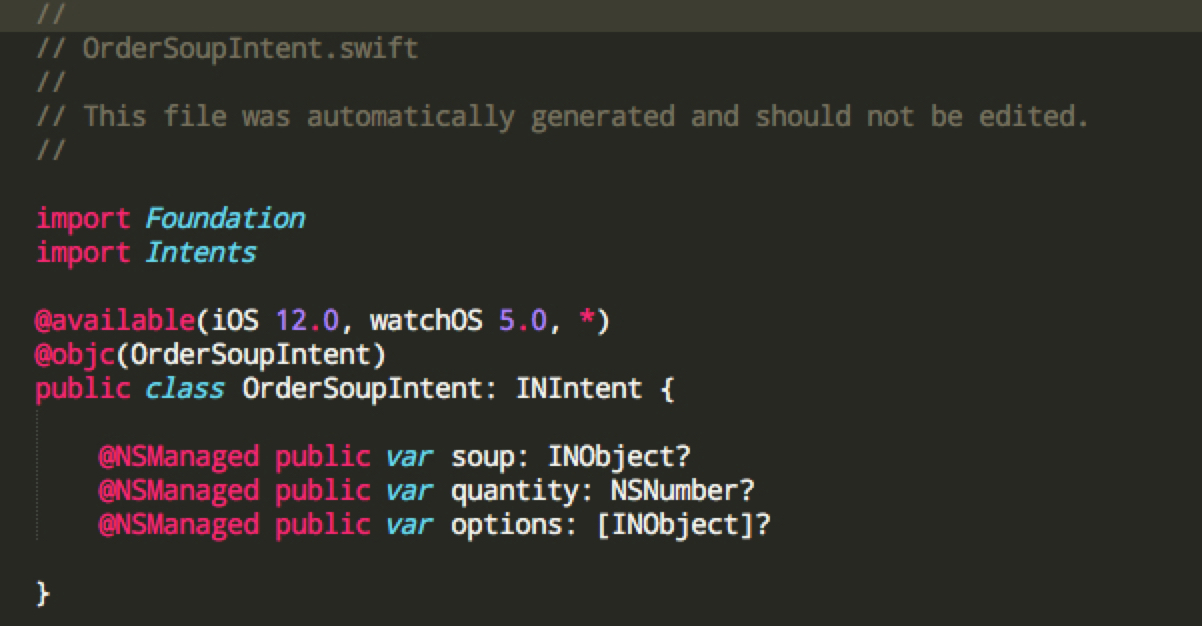 //
// OrderSoupIntent.swift
//
// This file was automatically generated and should not be edited.
//
import Foundation
import Intents
@available(iOS 12.0, watchOS 5.0, *)
@objc(OrderSoupIntent)
public class OrderSoupIntent: INIntent {
@NSManaged public var soup: INObject?
@NSManaged public var quantity: NSNumber?
@NSManaged public var options: [INObject]?
}